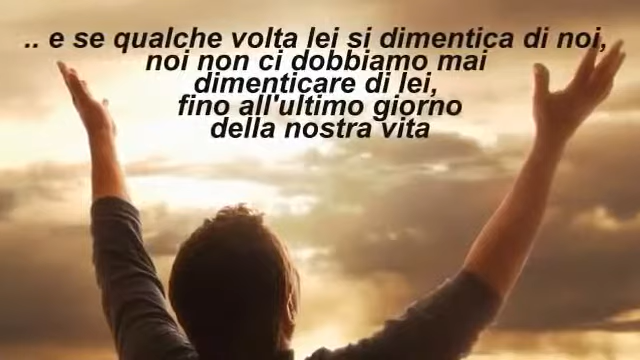 .. e se qualche volta lei si dimentica di noi,
noi non ci dobbiamo mai
dimenticare di lei,
fino all'ultimo giorno
della nostra vita